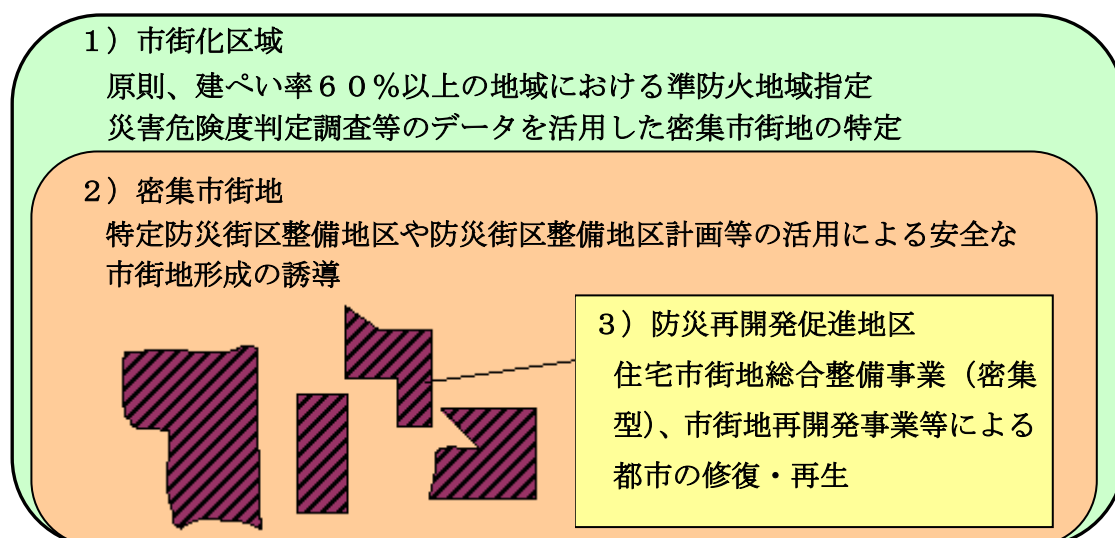 １）市街化区域
原則、建ぺい率６０％以上の地域における準防火地域指定
災害危険度判定調査等のデータを活用した密集市街地の特定
２）密集市街地
特定防災街区整備地区や防災街区整備地区計画等の活用による安全な
市街地形成の誘導
３）防災再開発促進地区
住宅市街地総合整備事業（密集
型）、市街地再開発事業等による
都市の修復・再生